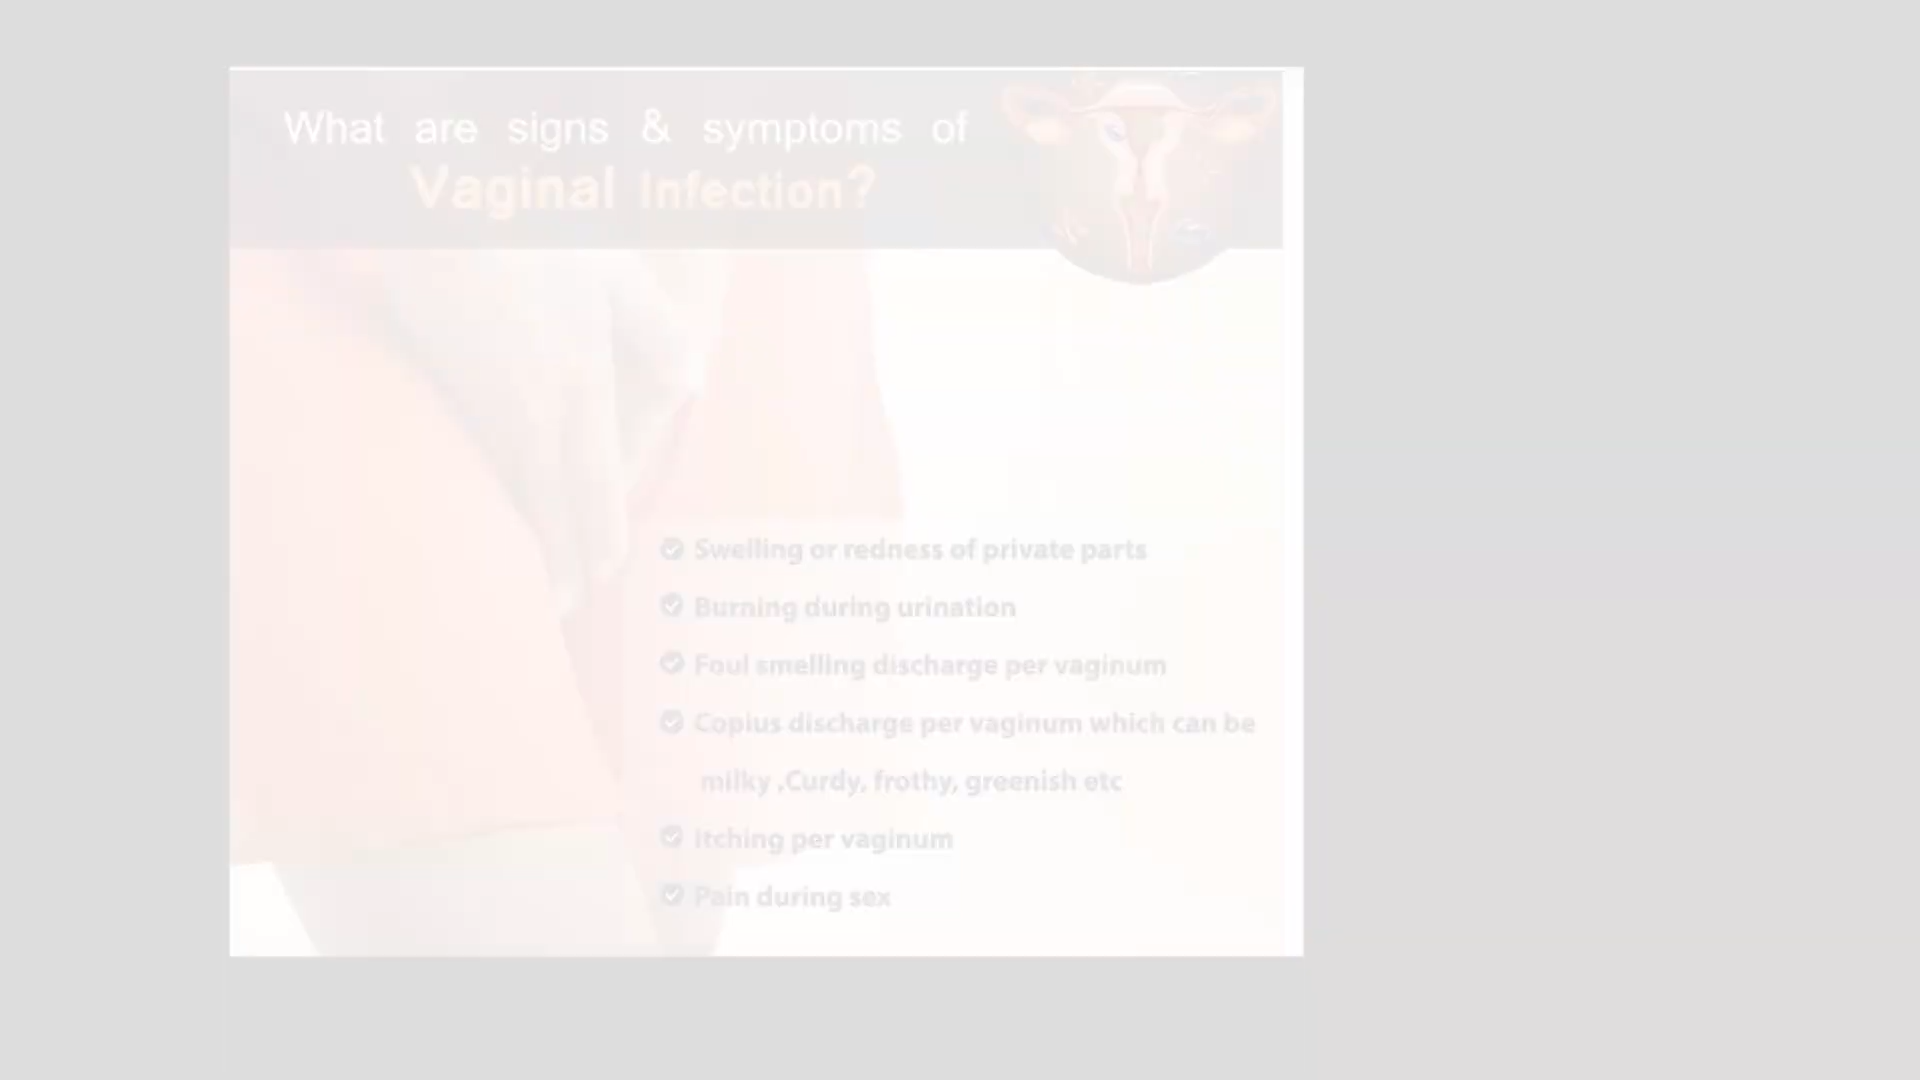 What are signs & symptoms of
Vaginal Infection?
Swelling or redness of private parts
Burning during urination
Foul smelling discharge per vaginum
Copius discharge per vaginum which can be
milky ,Curdy, frothy, greenish etc
Itching per vaginum
Pain during sex